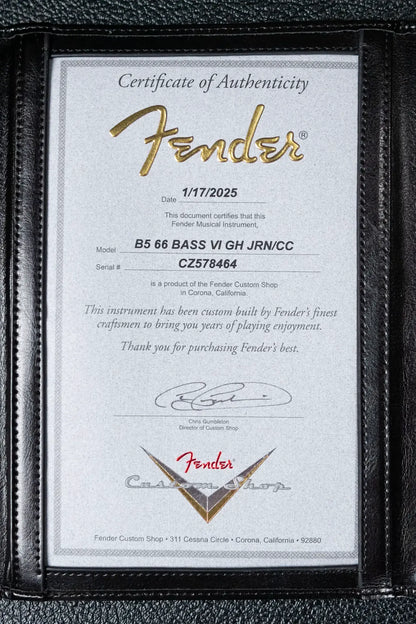 Certificate of Authenticity
Fender®
Date 1/17/2025
This document certifies that this
Fender Musical Instrument,
Model B5 66 BASS VI GH JRN/CC
Serial # CZ578464
is a product of the Fender Custom Shop
in Corona, California.
This instrument has been custom built by Fender's finest
craftsmen to bring you years of playing enjoyment.
Thank you for purchasing Fender's best.
Chris Gumbleton
Director of Custom Shop
Fender
Custom Shop
Fender Custom Shop • 311 Cessna Circle • Corona, California • 92880